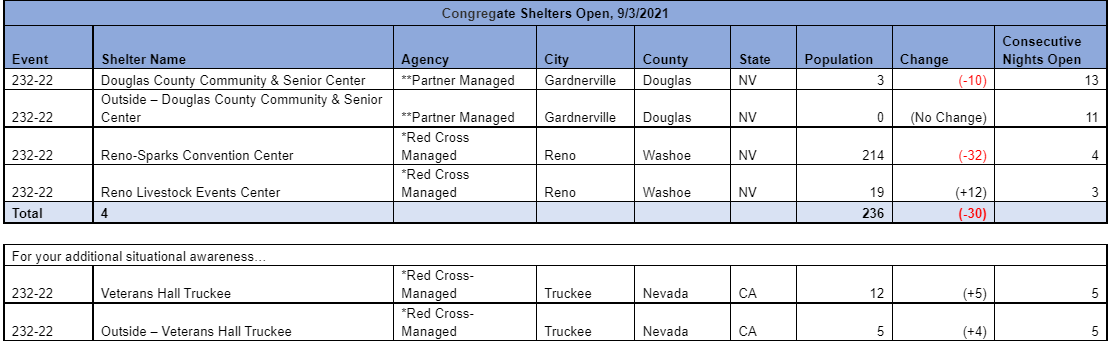 Congregate Shelters Open, 9/3/2021
Event Shelter Name Agency City County State Population Change Consecutive Nights Open
232-22 Douglas County Community & Senior Center **Partner Managed Gardnerville Douglas NV 3 (-10) 13
232-22 Outside – Douglas County Community & Senior Center **Partner Managed Gardnerville Douglas NV 0 (No Change) 11
232-22 Reno-Sparks Convention Center *Red Cross Managed Reno Washoe NV 214 (-32) 4
232-22 Reno Livestock Events Center *Red Cross Managed Reno Washoe NV 19 (+12) 3
Total 4 236 (-30)
For your additional situational awareness...
232-22 Veterans Hall Truckee *Red Cross-Managed Truckee Nevada CA 12 (+5) 5
232-22 Outside – Veterans Hall Truckee *Red Cross-Managed Truckee Nevada CA 5 (+4) 5